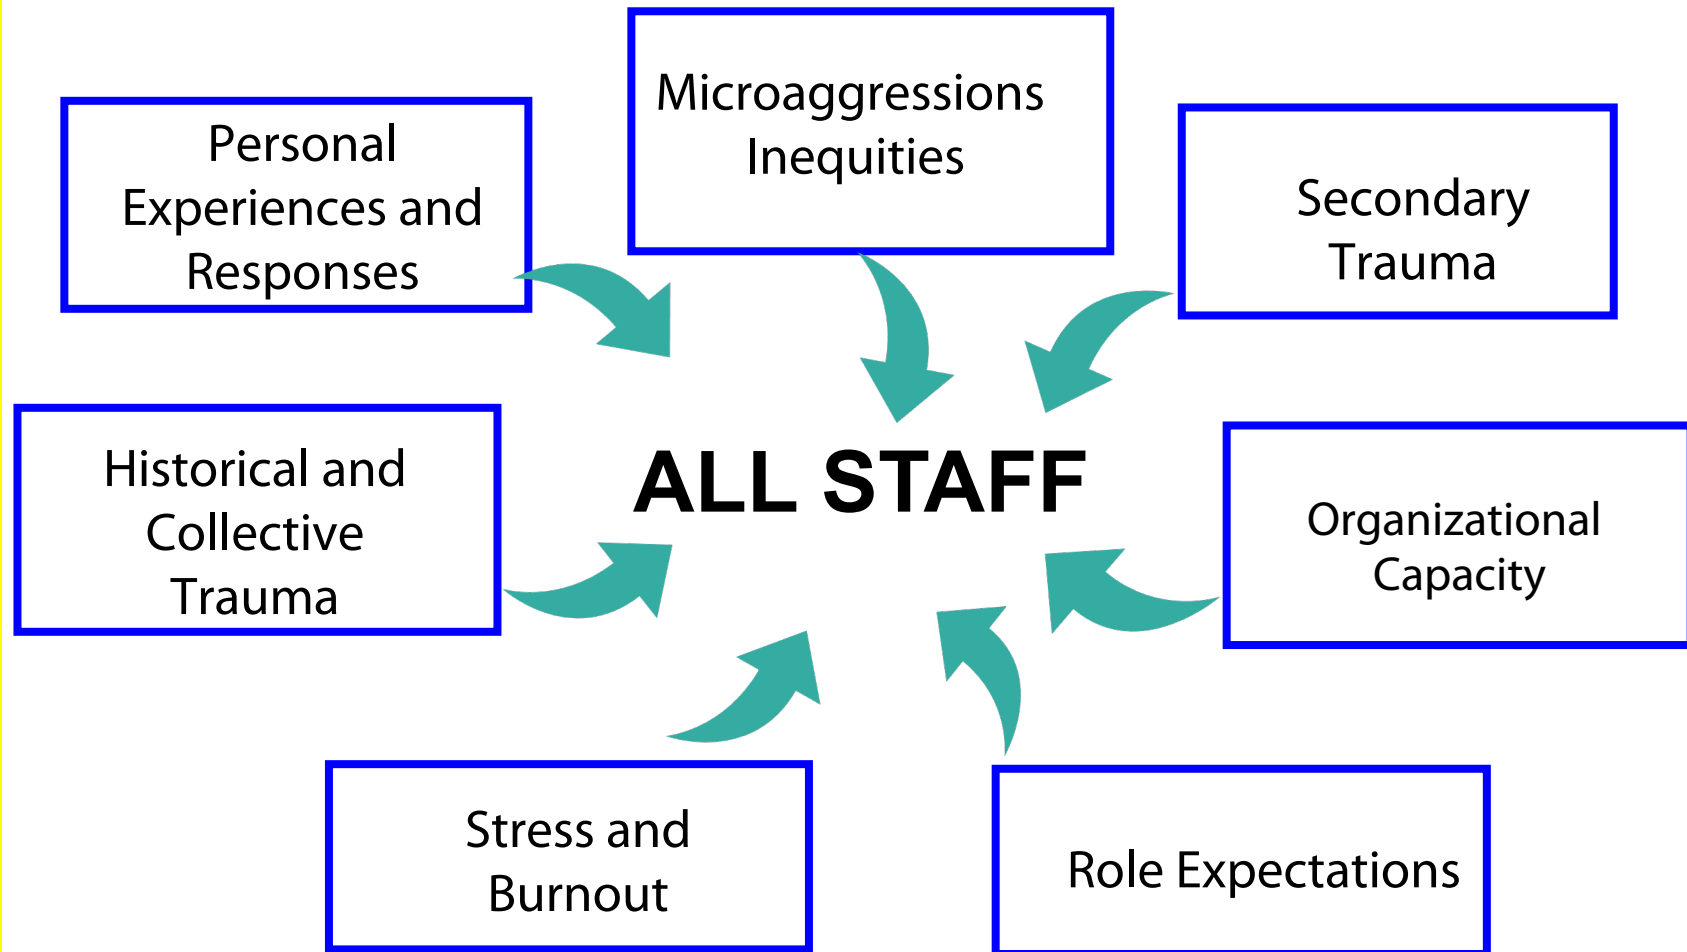 Microaggressions
Inequities
Personal
Experiences and
Responses
Secondary
Trauma
Historical and
Collective
Trauma
ALL STAFF
Organizational
Capacity
Stress and
Burnout
Role Expectations